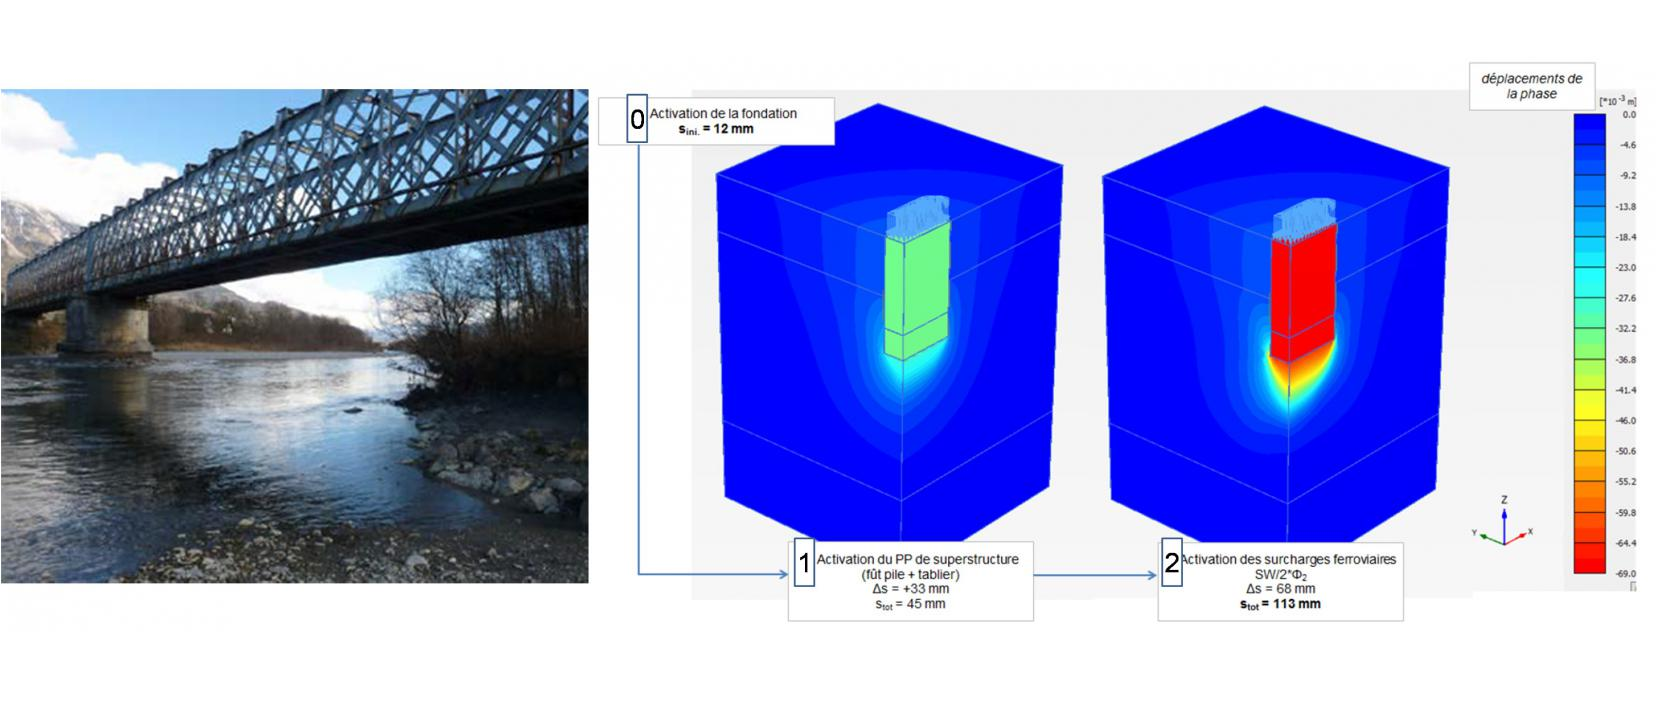 déplacements de
la phase
[*10⁻³ m]
0.0
-4.6
-9.2
-13.8
-18.4
-23.0
-27.6
-32.2
-36.8
-41.4
-46.0
-50.6
-55.2
-59.8
-64.4
-69.0
0 Activation de la fondation
s_ini. = 12 mm
1 Activation du PP de superstructure
(fût pile + tablier)
Δs = +33 mm
s_tot = 45 mm
2 Activation des surcharges ferroviaires
SW/2*Φ₂
Δs = 68 mm
s_tot = 113 mm
Z
Y
X